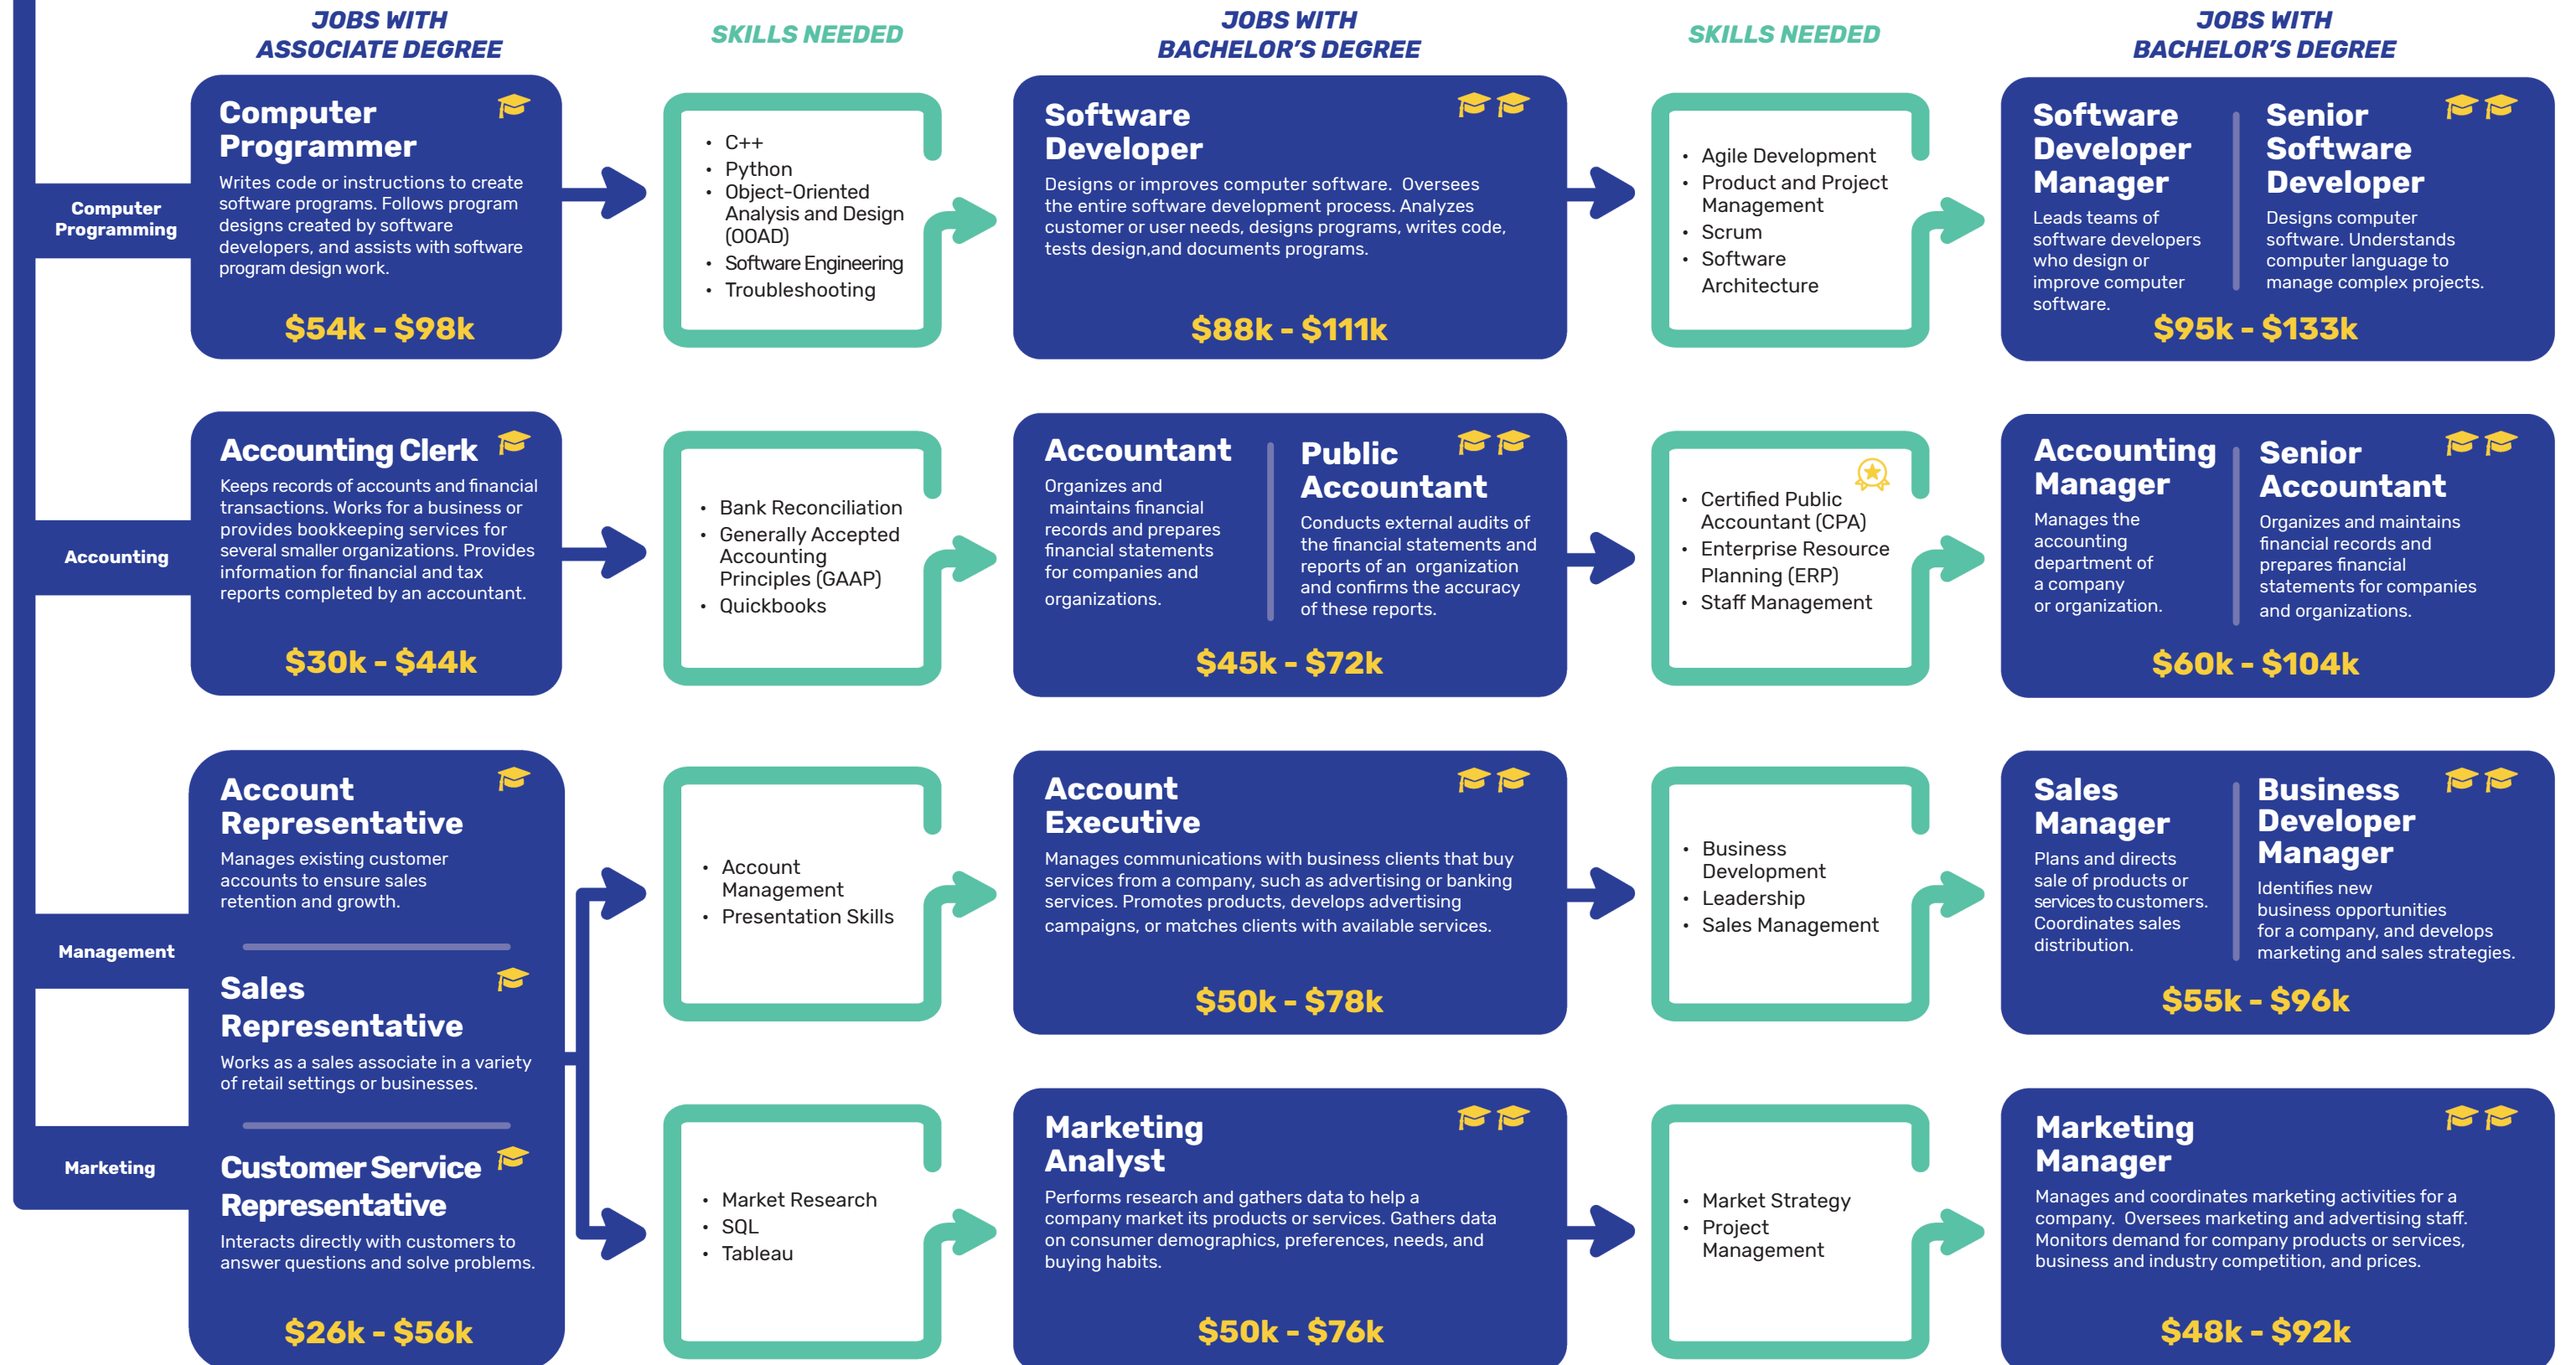 JOBS WITH
ASSOCIATE DEGREE
SKILLS NEEDED
JOBS WITH
BACHELOR'S DEGREE
SKILLS NEEDED
JOBS WITH
BACHELOR'S DEGREE
Computer
Programming
Computer
Programmer
Writes code or instructions to create
software programs. Follows program
designs created by software
developers, and assists with software
program design work.
$54k - $98k
• C++
• Python
• Object-Oriented
Analysis and Design
(OOAD)
• Software Engineering
• Troubleshooting
Software
Developer
Designs or improves computer software.  Oversees
the entire software development process. Analyzes
customer or user needs, designs programs, writes code,
tests design,and documents programs.
$88k - $111k
• Agile Development
• Product and Project
Management
• Scrum
• Software
Architecture
Software
Developer
Manager
Leads teams of
software developers
who design or
improve computer
software.
Senior
Software
Developer
Designs computer
software. Understands
computer language to
manage complex projects.
$95k - $133k
Accounting
Accounting Clerk
Keeps records of accounts and financial
transactions. Works for a business or
provides bookkeeping services for
several smaller organizations. Provides
information for financial and tax
reports completed by an accountant.
$30k - $44k
• Bank Reconciliation
• Generally Accepted
Accounting
Principles (GAAP)
• Quickbooks
Accountant
Organizes and
maintains financial
records and prepares
financial statements
for companies and
organizations.
Public
Accountant
Conducts external audits of
the financial statements and
reports of an  organization
and confirms the accuracy
of these reports.
$45k - $72k
• Certified Public
Accountant (CPA)
• Enterprise Resource
Planning (ERP)
• Staff Management
Accounting
Manager
Manages the
accounting
department of
a company
or organization.
Senior
Accountant
Organizes and maintains
financial records and
prepares financial
statements for companies
and organizations.
$60k - $104k
Management
Marketing
Account
Representative
Manages existing customer
accounts to ensure sales
retention and growth.
Sales
Representative
Works as a sales associate in a variety
of retail settings or businesses.
Customer Service
Representative
Interacts directly with customers to
answer questions and solve problems.
$26k - $56k
• Account
Management
• Presentation Skills
Account
Executive
Manages communications with business clients that buy
services from a company, such as advertising or banking
services. Promotes products, develops advertising
campaigns, or matches clients with available services.
$50k - $78k
• Business
Development
• Leadership
• Sales Management
Sales
Manager
Plans and directs
sale of products or
services to customers.
Coordinates sales
distribution.
Business
Developer
Manager
Identifies new
business opportunities
for a company, and develops
marketing and sales strategies.
$55k - $96k
• Market Research
• SQL
• Tableau
Marketing
Analyst
Performs research and gathers data to help a
company market its products or services. Gathers data
on consumer demographics, preferences, needs, and
buying habits.
$50k - $76k
• Market Strategy
• Project
Management
Marketing
Manager
Manages and coordinates marketing activities for a
company.  Oversees marketing and advertising staff.
Monitors demand for company products or services,
business and industry competition, and prices.
$48k - $92k